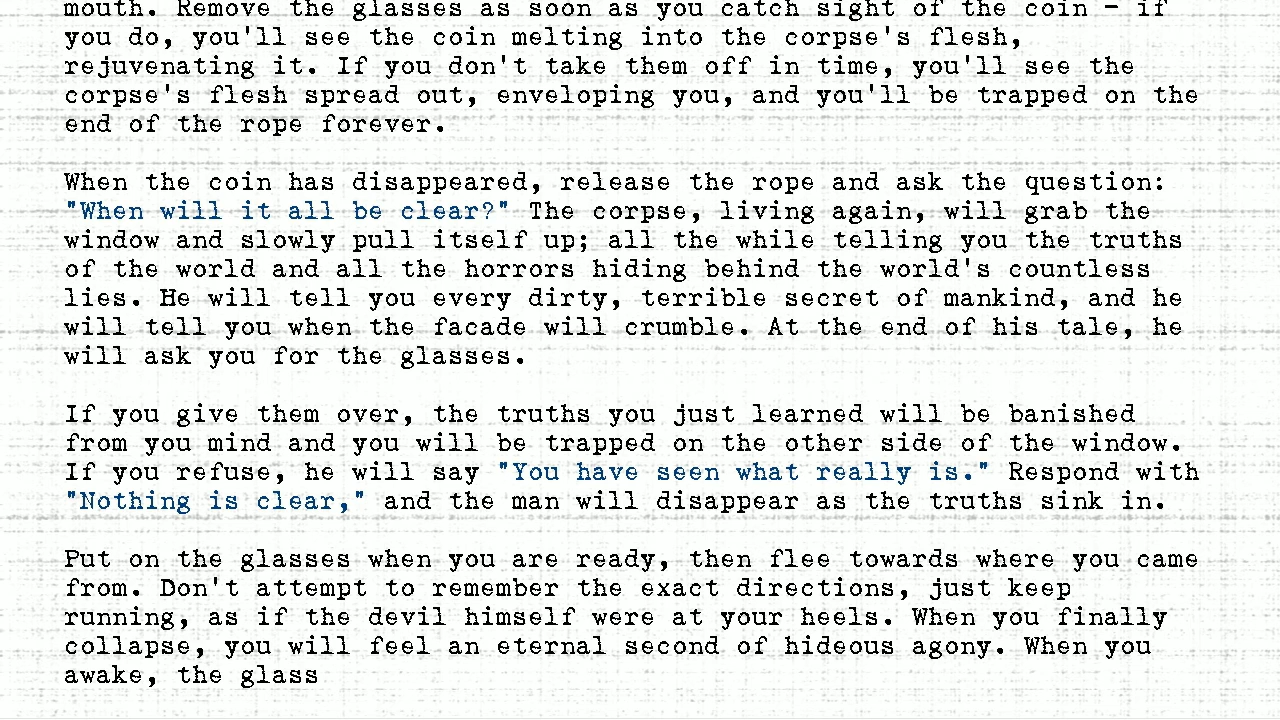 mouth. Remove the glasses as soon as you catch sight of the coin – if
you do, you'll see the coin melting into the corpse's flesh,
rejuvenating it. If you don't take them off in time, you'll see the
corpse's flesh spread out, enveloping you, and you'll be trapped on the
end of the rope forever.
When the coin has disappeared, release the rope and ask the question:
"When will it all be clear?" The corpse, living again, will grab the
window and slowly pull itself up; all the while telling you the truths
of the world and all the horrors hiding behind the world's countless
lies. He will tell you every dirty, terrible secret of mankind, and he
will tell you when the facade will crumble. At the end of his tale, he
will ask you for the glasses.
If you give them over, the truths you just learned will be banished
from you mind and you will be trapped on the other side of the window.
If you refuse, he will say "You have seen what really is." Respond with
"Nothing is clear," and the man will disappear as the truths sink in.
Put on the glasses when you are ready, then flee towards where you came
from. Don't attempt to remember the exact directions, just keep
running, as if the devil himself were at your heels. When you finally
collapse, you will feel an eternal second of hideous agony. When you
awake, the glass